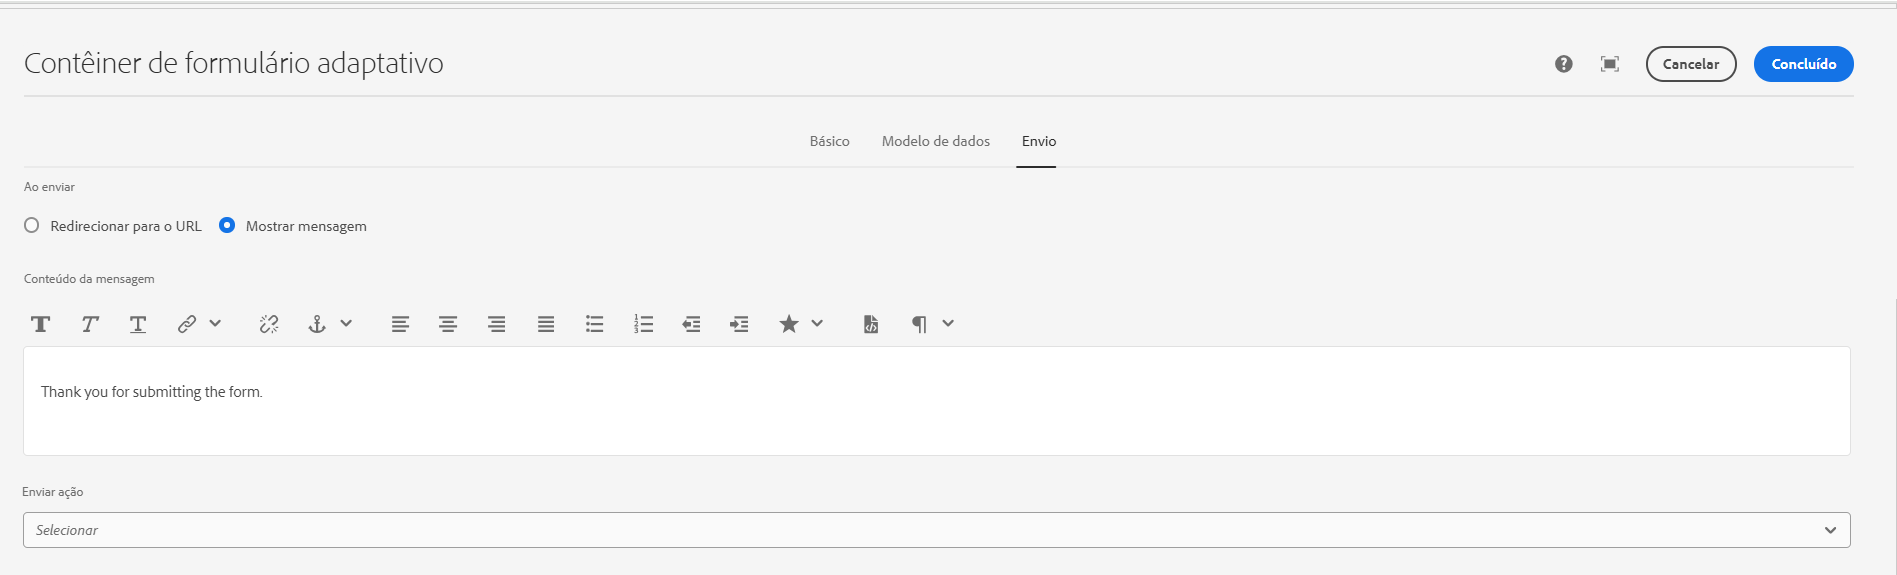 Contêiner de formulário adaptativo
Cancelar
Concluído
Básico
Modelo de dados
Envio
Ao enviar
Redirecionar para o URL
Mostrar mensagem
Conteúdo da mensagem
Thank you for submitting the form.
Enviar ação
Selecionar